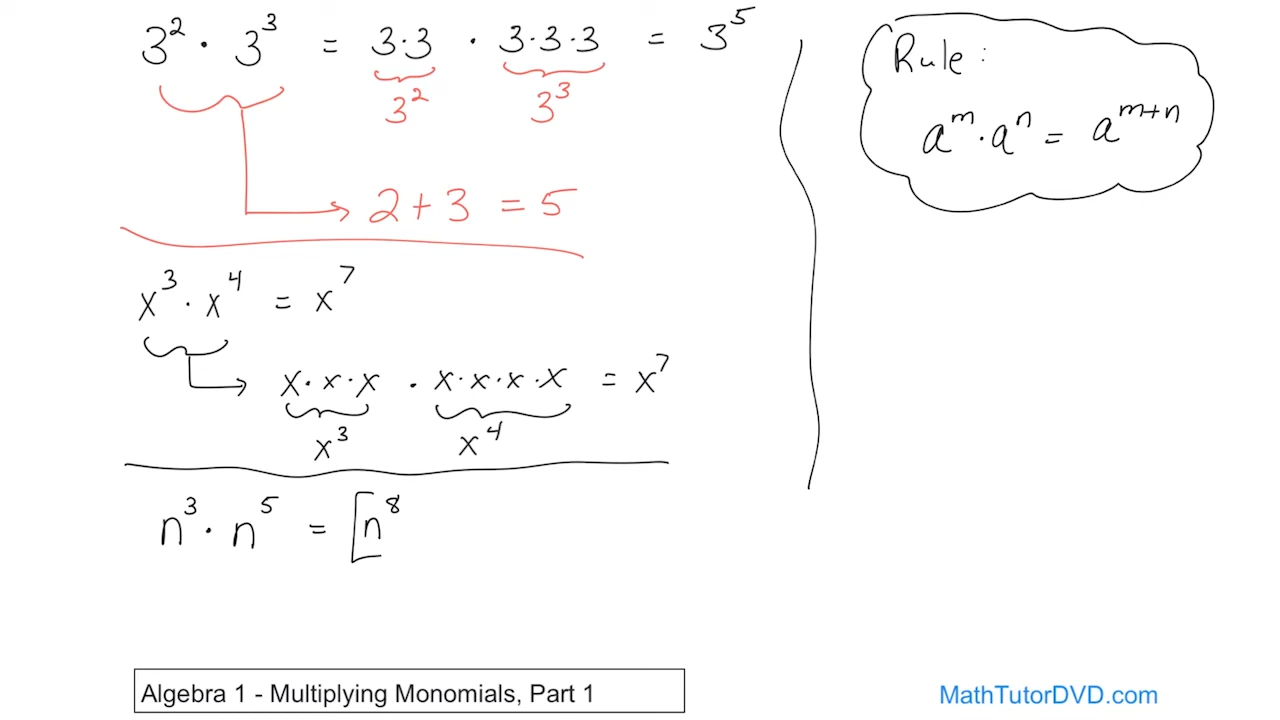 3² · 3³ = 3·3 · 3·3·3 = 3⁵
3² 3³
2 + 3 = 5
x³ · x⁴ = x⁷
x·x·x · x·x·x·x = x⁷
x³ x⁴
n³ · n⁵ = [n⁸
Rule:
aᵐ · aⁿ = aᵐ⁺ⁿ
Algebra 1 - Multiplying Monomials, Part 1
MathTutorDVD.com